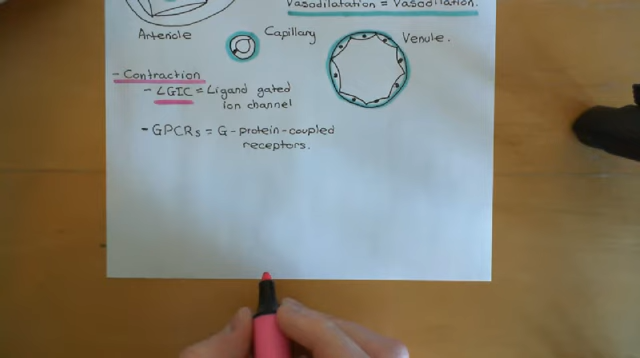 Vasodilatation = Vasodilation.
Arteriole
Capillary
Venule.
- Contraction
- LGIC = Ligand gated
ion channel
- GPCRs = G-protein-coupled
receptors.